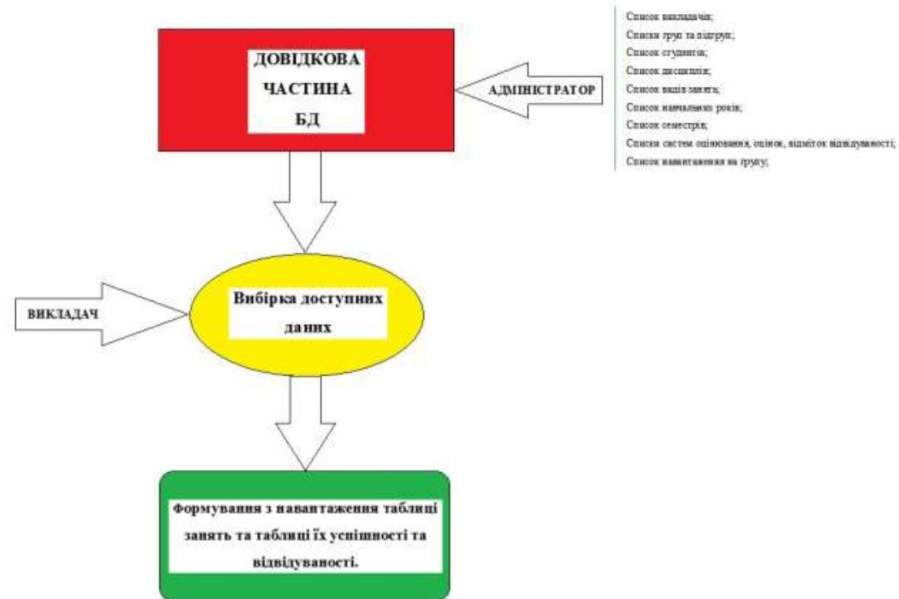 ДОВІДКОВА
ЧАСТИНА
БД
АДМІНІСТРАТОР
Список викладачів;
Списки груп та підгруп;
Список студентів;
Список дисциплін;
Список видів занять;
Список навчальних років;
Список семестрів;
Списки систем оцінювання, оцінок, відміток відвідуваності;
Список навантаження на групу;
ВИКЛАДАЧ
Вибірка доступних
даних
Формування з навантаження таблиці
занять та таблиці їх успішності та
відвідуваності.